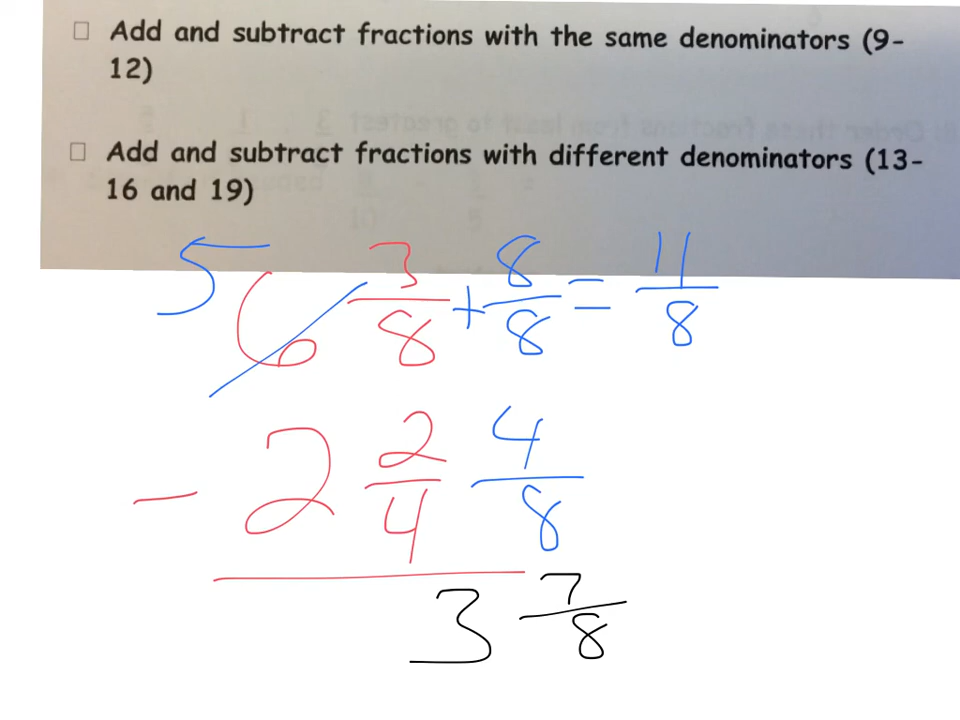 □ Add and subtract fractions with the same denominators (9-
12)
□ Add and subtract fractions with different denominators (13-
16 and 19)
5 6 3/8 + 8/8 = 11/8
- 2 2/4 4/8
3 7/8